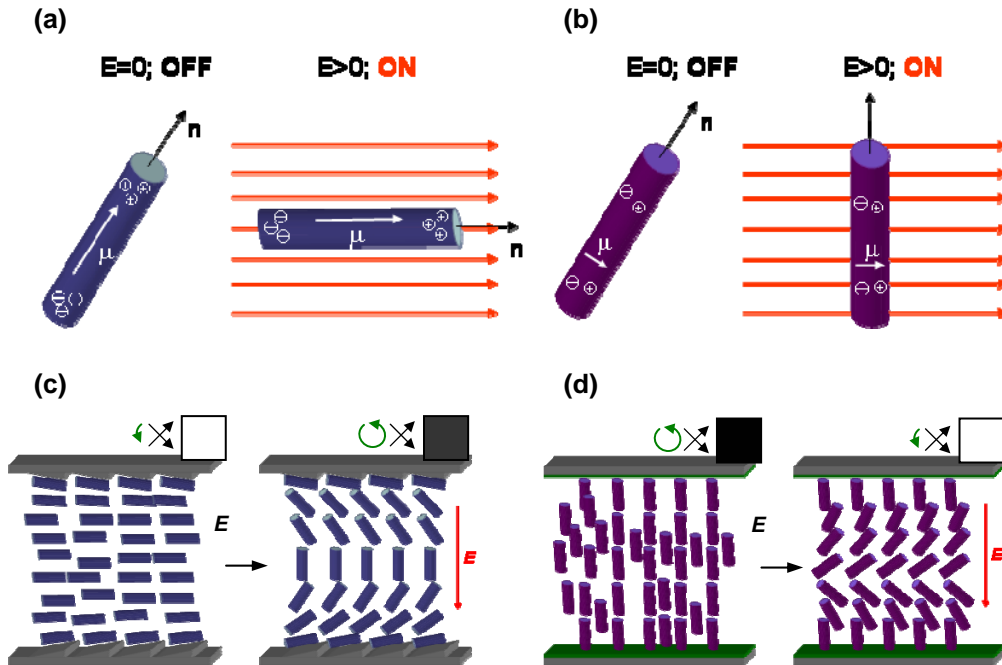 (a)
E=0; OFF E>0; ON
n
μ
μ
n
(b)
E=0; OFF E>0; ON
n
μ
μ
(c)
E
E
(d)
E
E